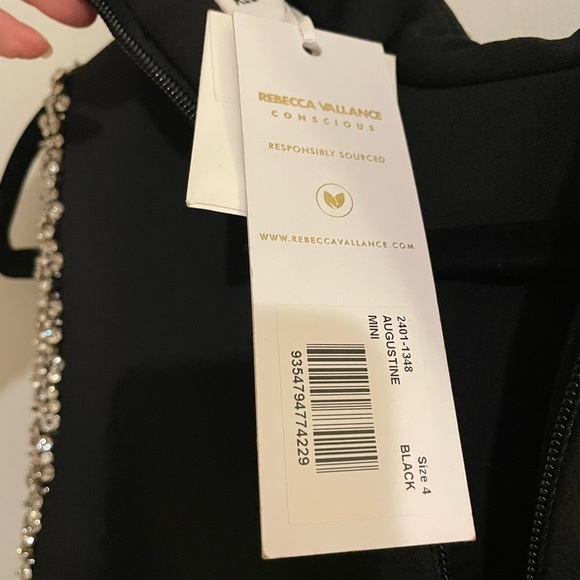 REBECCA VALLANCE
CONSCIOUS
RESPONSIBLY SOURCED
WWW.REBECCAVALLANCE.COM
2401-1348
AUGUSTINE
MINI
Size 4
BLACK
9354794774229